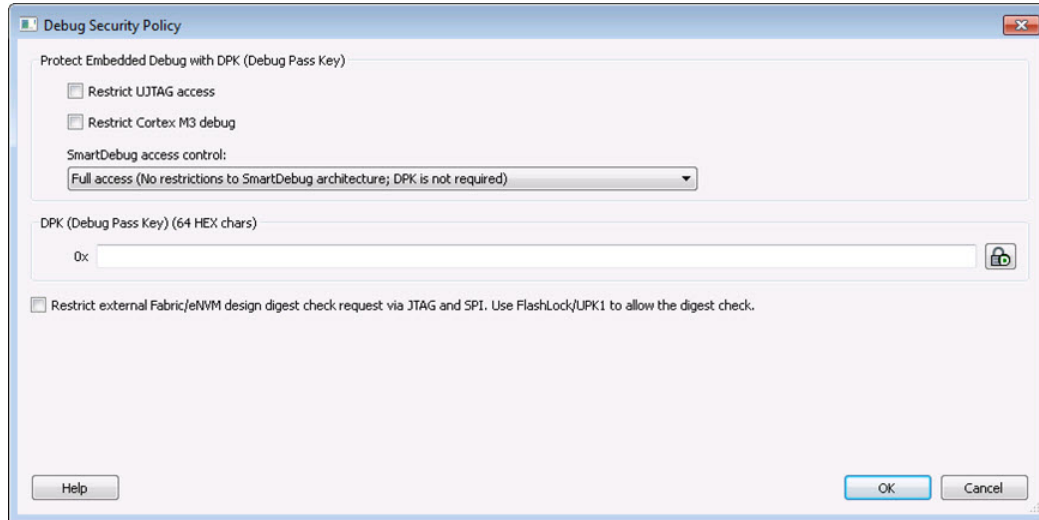 Debug Security Policy
Protect Embedded Debug with DPK (Debug Pass Key)
Restrict UJTAG access
Restrict Cortex M3 debug
SmartDebug access control:
Full access (No restrictions to SmartDebug architecture; DPK is not required)
DPK (Debug Pass Key) (64 HEX chars)
0x
Restrict external Fabric/eNVM design digest check request via JTAG and SPI. Use FlashLock/UPK1 to allow the digest check.
Help
OK
Cancel